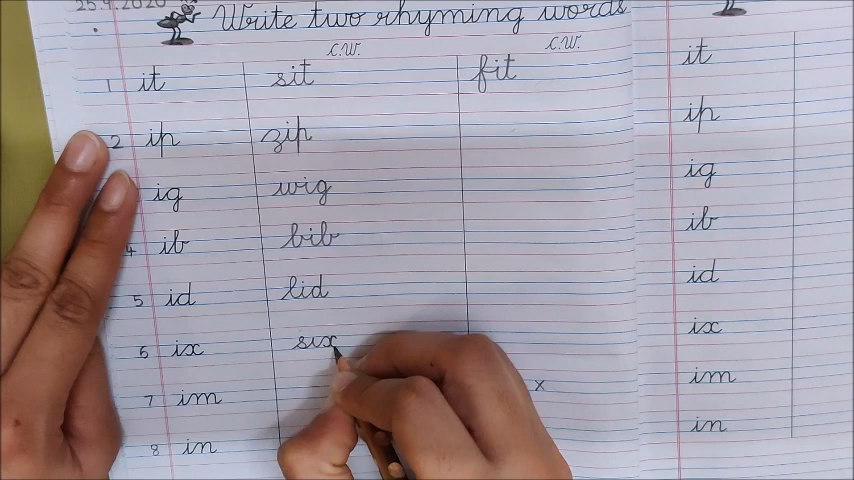 25.9.2020
Write two rhyming words
c.w. c.w.
1 it sit fit
2 ip zip
ig wig
4 ib bib
5 id lid
6 ix six
7 im x
8 in
it
ip
ig
ib
id
ix
im
in